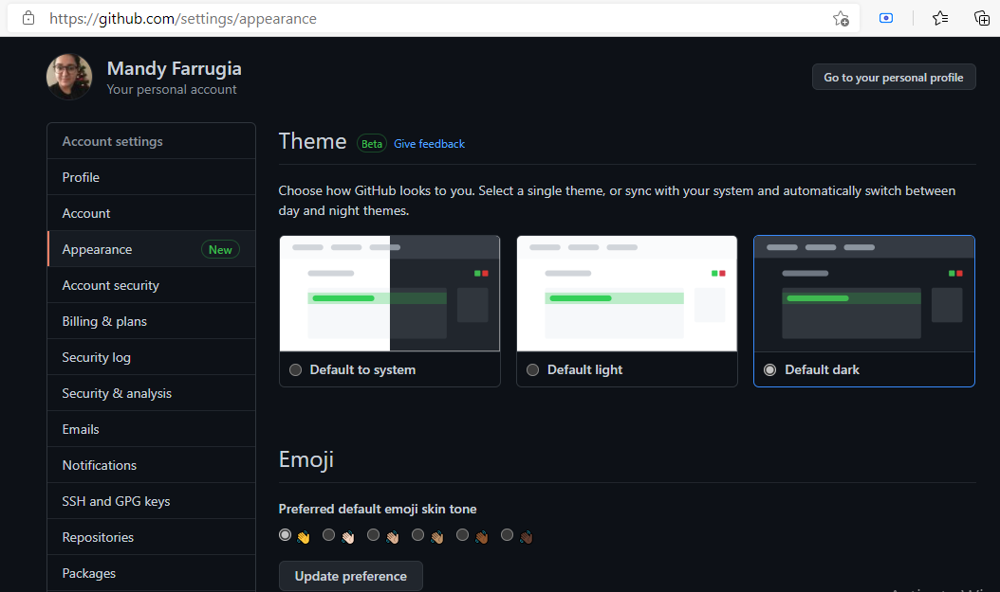 https://github.com/settings/appearance
Mandy Farrugia
Your personal account
Go to your personal profile
Account settings
Profile
Account
Appearance New
Account security
Billing & plans
Security log
Security & analysis
Emails
Notifications
SSH and GPG keys
Repositories
Packages
Theme Beta Give feedback
Choose how GitHub looks to you. Select a single theme, or sync with your system and automatically switch between
day and night themes.
Default to system
Default light
Default dark
Emoji
Preferred default emoji skin tone
Update preference